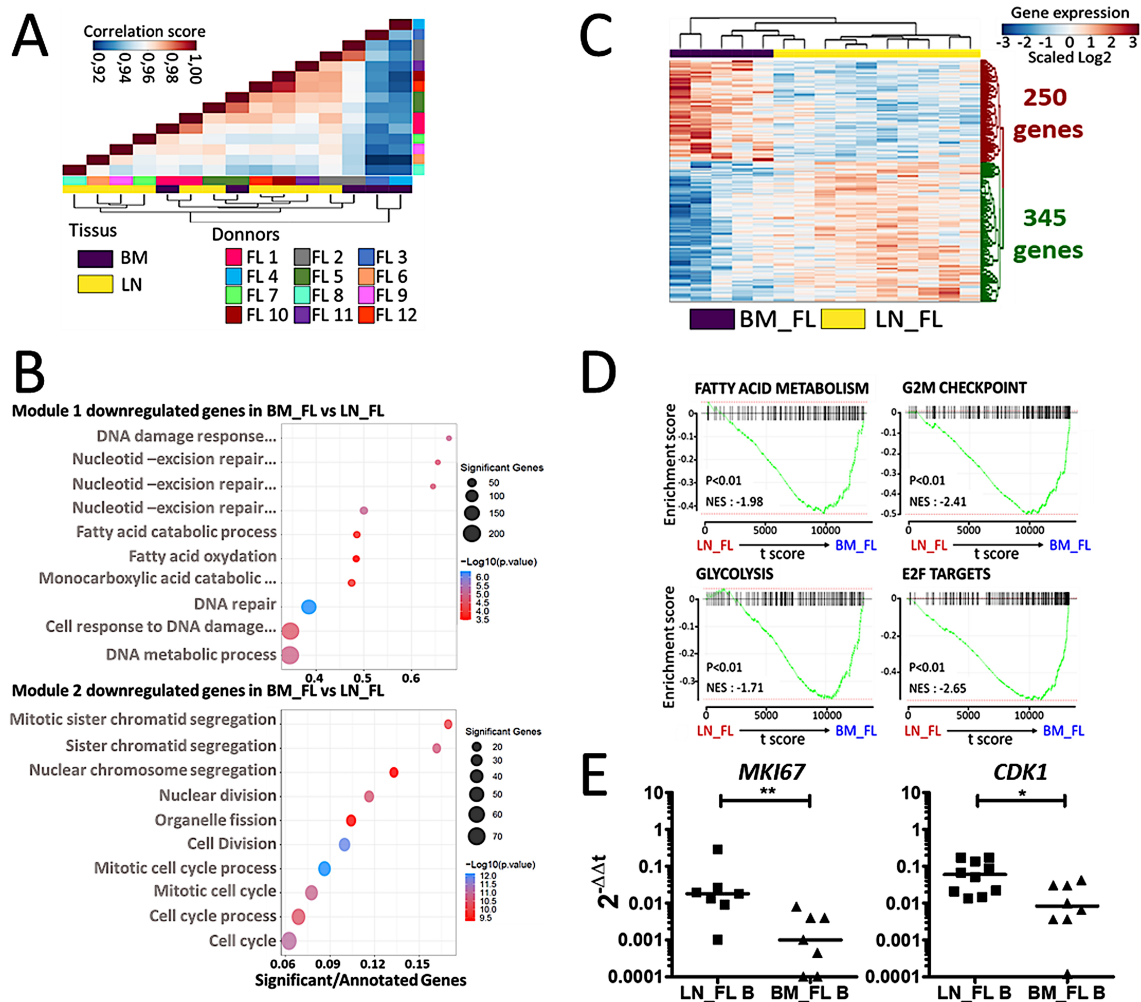 A
Correlation score
0,92 0,94 0,96 0,98 1,00
Tissus
BM
LN
Donnors
FL 1 FL 2 FL 3
FL 4 FL 5 FL 6
FL 7 FL 8 FL 9
FL 10 FL 11 FL 12
B
Module 1 downregulated genes in BM_FL vs LN_FL
DNA damage response...
Nucleotid –excision repair...
Nucleotid –excision repair...
Nucleotid –excision repair...
Fatty acid catabolic process
Fatty acid oxydation
Monocarboxylic acid catabolic ...
DNA repair
Cell response to DNA damage...
DNA metabolic process
0.4 0.5 0.6
Significant Genes
50
100
150
200
−Log10(p.value)
6.0
5.5
5.0
4.5
4.0
3.5
Module 2 downregulated genes in BM_FL vs LN_FL
Mitotic sister chromatid segregation
Sister chromatid segregation
Nuclear chromosome segregation
Nuclear division
Organelle fission
Cell Division
Mitotic cell cycle process
Mitotic cell cycle
Cell cycle process
Cell cycle
0.06 0.09 0.12 0.15
Significant/Annotated Genes
Significant Genes
20
30
40
50
60
70
−Log10(p.value)
12.0
11.5
11.0
10.5
10.0
9.5
C
Gene expression
-3 -2 0 2 3
Scaled Log2
250
genes
345
genes
BM_FL LN_FL
D
FATTY ACID METABOLISM
Enrichment score
0
-0.1
-0.2
-0.3
-0.4
P<0.01
NES : -1.98
0 5000 10000
LN_FL BM_FL
t score
G2M CHECKPOINT
0
-0.1
-0.2
-0.3
-0.4
-0.5
P<0.01
NES : -2.41
0 5000 10000
LN_FL BM_FL
t score
GLYCOLYSIS
Enrichment score
0
-0.1
-0.2
-0.3
P<0.01
NES : -1.71
0 5000 10000
LN_FL BM_FL
t score
E2F TARGETS
0
-0.2
-0.4
P<0.01
NES : -2.65
0 5000 10000
LN_FL BM_FL
t score
E
MKI67
**
2-ΔΔt
10
1
0.1
0.01
0.001
0.0001
LN_FL B BM_FL B
CDK1
*
10
1
0.1
0.01
0.001
0.0001
LN_FL B BM_FL B